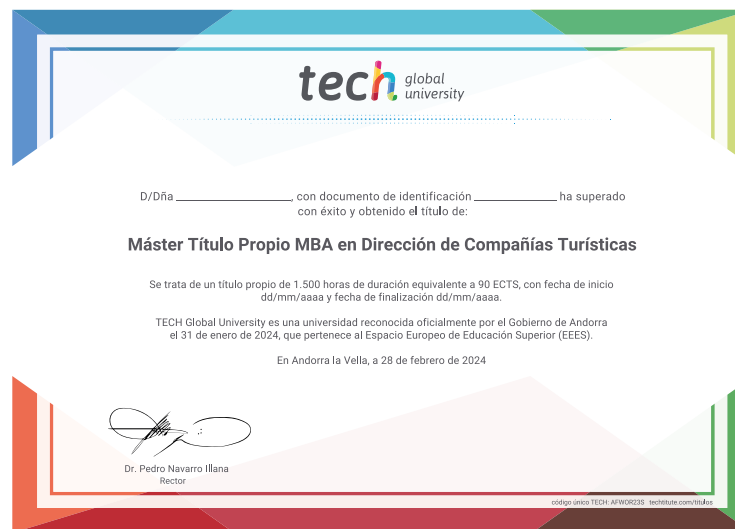 tech global university
D/Dña ____________________, con documento de identificación ______________ ha superado
con éxito y obtenido el título de:
Máster Título Propio MBA en Dirección de Compañías Turísticas
Se trata de un título propio de 1.500 horas de duración equivalente a 90 ECTS, con fecha de inicio
dd/mm/aaaa y fecha de finalización dd/mm/aaaa.
TECH Global University es una universidad reconocida oficialmente por el Gobierno de Andorra
el 31 de enero de 2024, que pertenece al Espacio Europeo de Educación Superior (EEES).
En Andorra la Vella, a 28 de febrero de 2024
Dr. Pedro Navarro Illana
Rector
código único TECH: AFWOR23S techtitute.com/titulos